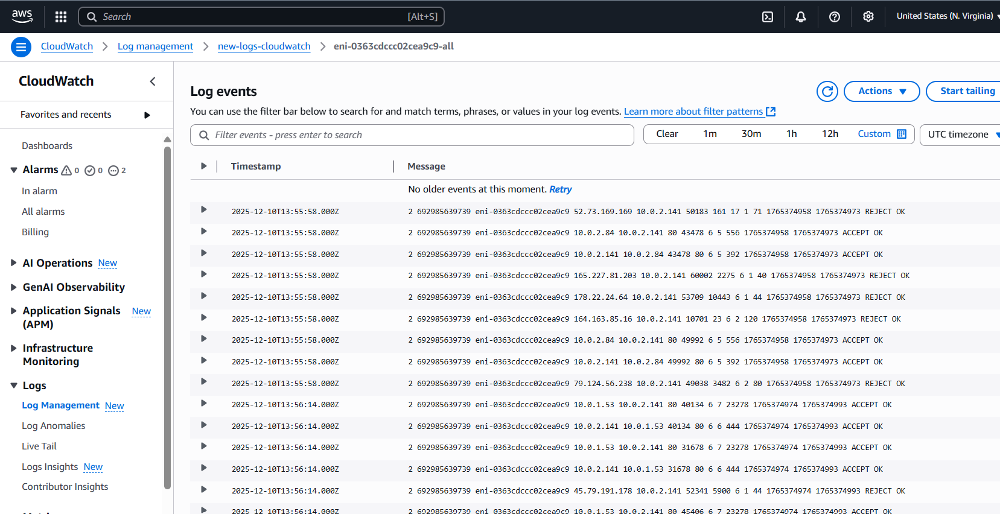 aws
Search [Alt+S]
United States (N. Virginia)
CloudWatch > Log management > new-logs-cloudwatch > eni-0363cdccc02cea9c9-all
CloudWatch
Favorites and recents
Dashboards
Alarms 0 0 2
In alarm
All alarms
Billing
AI Operations New
GenAI Observability
Application Signals New
(APM)
Infrastructure
Monitoring
Logs
Log Management New
Log Anomalies
Live Tail
Logs Insights New
Contributor Insights
Log events
Actions
Start tailing
You can use the filter bar below to search for and match terms, phrases, or values in your log events. Learn more about filter patterns
Filter events - press enter to search
Clear 1m 30m 1h 12h Custom
UTC timezone
Timestamp Message
No older events at this moment. Retry
2025-12-10T13:55:58.000Z 2 692985639739 eni-0363cdccc02cea9c9 52.73.169.169 10.0.2.141 50183 161 17 1 71 1765374958 1765374973 REJECT OK
2025-12-10T13:55:58.000Z 2 692985639739 eni-0363cdccc02cea9c9 10.0.2.84 10.0.2.141 80 43478 6 5 556 1765374958 1765374973 ACCEPT OK
2025-12-10T13:55:58.000Z 2 692985639739 eni-0363cdccc02cea9c9 10.0.2.141 10.0.2.84 43478 80 6 5 392 1765374958 1765374973 ACCEPT OK
2025-12-10T13:55:58.000Z 2 692985639739 eni-0363cdccc02cea9c9 165.227.81.203 10.0.2.141 60002 2275 6 1 40 1765374958 1765374973 REJECT OK
2025-12-10T13:55:58.000Z 2 692985639739 eni-0363cdccc02cea9c9 178.22.24.64 10.0.2.141 53709 10443 6 1 44 1765374958 1765374973 REJECT OK
2025-12-10T13:55:58.000Z 2 692985639739 eni-0363cdccc02cea9c9 164.163.85.16 10.0.2.141 10701 23 6 2 120 1765374958 1765374973 REJECT OK
2025-12-10T13:55:58.000Z 2 692985639739 eni-0363cdccc02cea9c9 10.0.2.84 10.0.2.141 80 49992 6 5 556 1765374958 1765374973 ACCEPT OK
2025-12-10T13:55:58.000Z 2 692985639739 eni-0363cdccc02cea9c9 10.0.2.141 10.0.2.84 49992 80 6 5 392 1765374958 1765374973 ACCEPT OK
2025-12-10T13:55:58.000Z 2 692985639739 eni-0363cdccc02cea9c9 79.124.56.238 10.0.2.141 49038 3482 6 2 80 1765374958 1765374973 REJECT OK
2025-12-10T13:56:14.000Z 2 692985639739 eni-0363cdccc02cea9c9 10.0.1.53 10.0.2.141 80 40134 6 7 23278 1765374974 1765374993 ACCEPT OK
2025-12-10T13:56:14.000Z 2 692985639739 eni-0363cdccc02cea9c9 10.0.2.141 10.0.1.53 40134 80 6 6 444 1765374974 1765374993 ACCEPT OK
2025-12-10T13:56:14.000Z 2 692985639739 eni-0363cdccc02cea9c9 10.0.1.53 10.0.2.141 80 31678 6 7 23278 1765374974 1765374993 ACCEPT OK
2025-12-10T13:56:14.000Z 2 692985639739 eni-0363cdccc02cea9c9 10.0.2.141 10.0.1.53 31678 80 6 6 444 1765374974 1765374993 ACCEPT OK
2025-12-10T13:56:14.000Z 2 692985639739 eni-0363cdccc02cea9c9 45.79.191.178 10.0.2.141 52341 5900 6 1 44 1765374974 1765374993 REJECT OK
2025-12-10T13:56:14.000Z 2 692985639739 eni-0363cdccc02cea9c9 10.0.1.53 10.0.2.141 80 45406 6 7 23278 1765374974 1765374993 ACCEPT OK